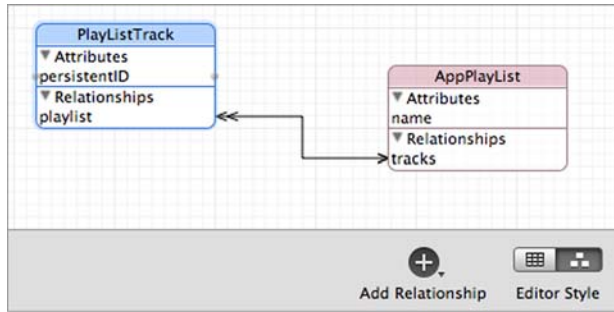 PlayListTrack
Attributes
persistentID
Relationships
playlist
AppPlayList
Attributes
name
Relationships
tracks
Add Relationship
Editor Style